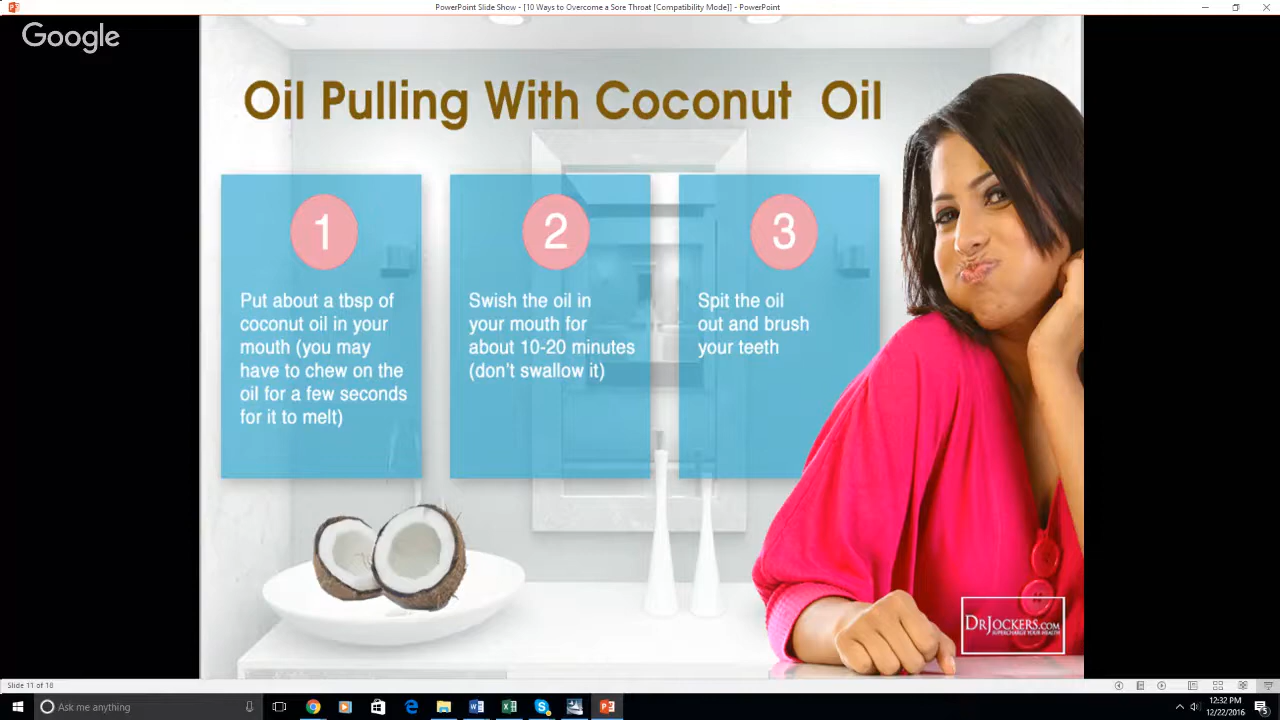 PowerPoint Slide Show - [10 Ways to Overcome a Sore Throat [Compatibility Mode]] - PowerPoint
Google
Oil Pulling With Coconut Oil
1
Put about a tbsp of
coconut oil in your
mouth (you may
have to chew on the
oil for a few seconds
for it to melt)
2
Swish the oil in
your mouth for
about 10-20 minutes
(don't swallow it)
3
Spit the oil
out and brush
your teeth
DRJOCKERS.COM
SUPERCHARGE YOUR HEALTH
Slide 11 of 18
Ask me anything
12:32 PM
12/22/2016